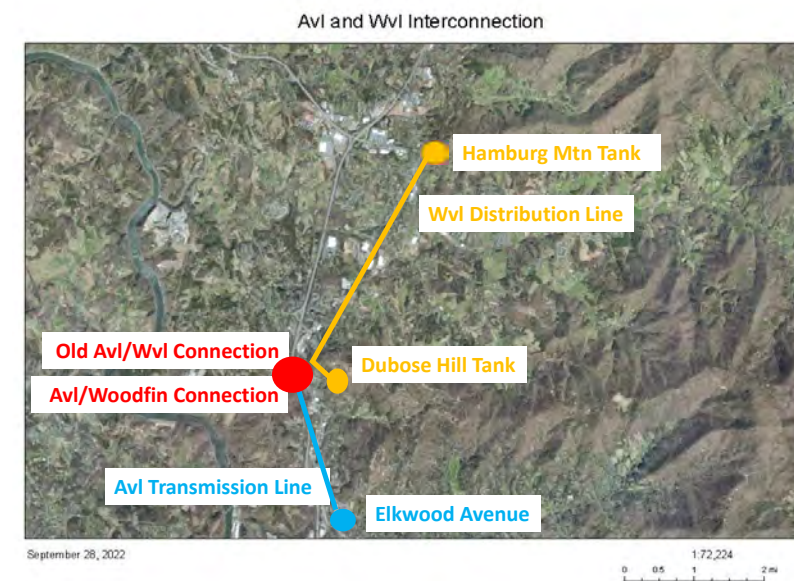 Avl and Wvl Interconnection
Hamburg Mtn Tank
Wvl Distribution Line
Old Avl/Wvl Connection
Dubose Hill Tank
Avl/Woodfin Connection
Avl Transmission Line
Elkwood Avenue
September 28, 2022
1:72,224
0 0.5 1 2 mi